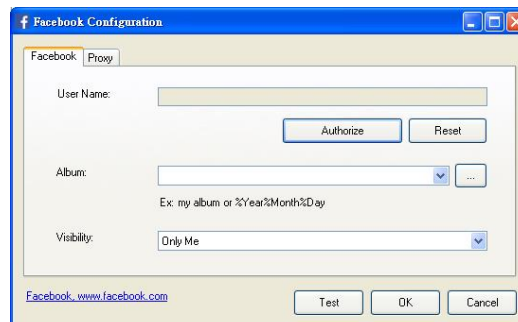 Facebook Configuration
Facebook Proxy
User Name:
Authorize Reset
Album: ...
Ex: my album or %Year%Month%Day
Visibility: Only Me
Facebook, www.facebook.com Test OK Cancel